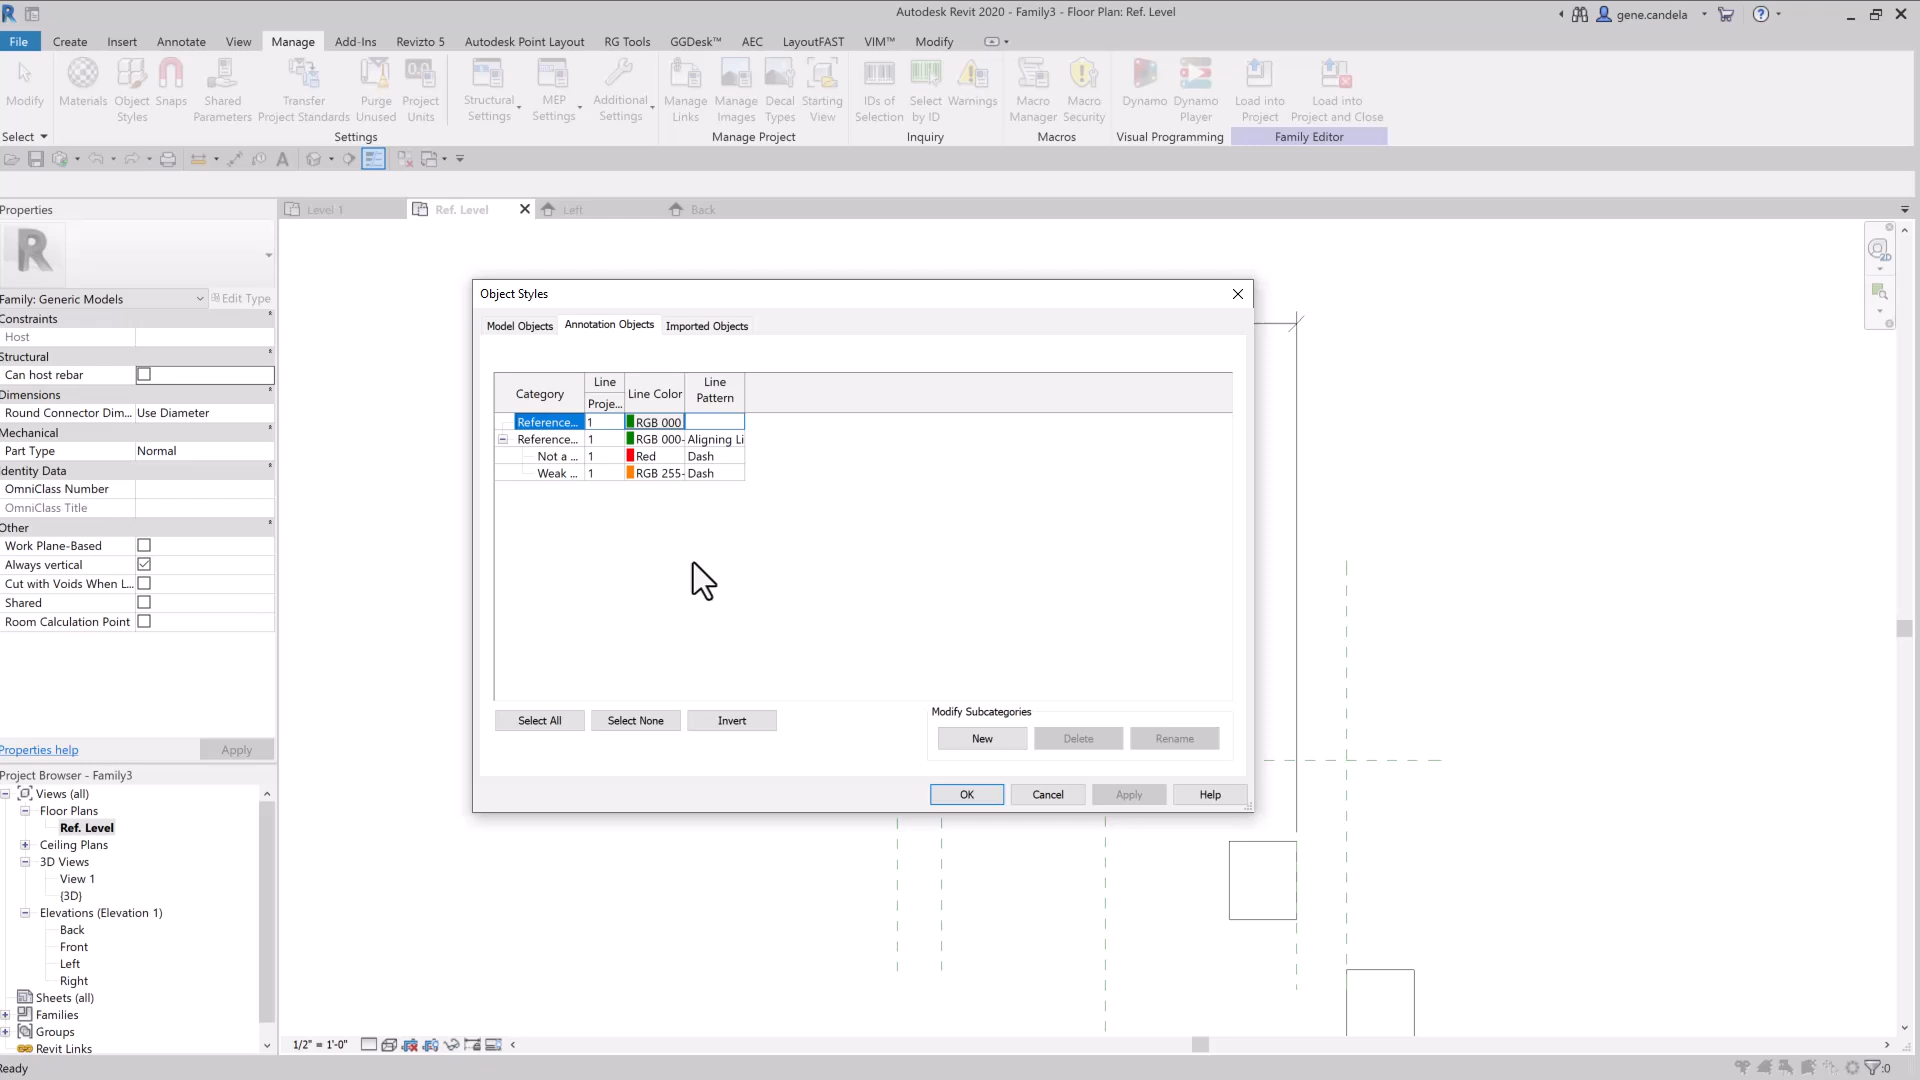 Autodesk Revit 2020 - Family3 - Floor Plan: Ref. Level
gene.candela
File Create Insert Annotate View Manage Add-Ins Revizto 5 Autodesk Point Layout RG Tools GGDesk™ AEC LayoutFAST VIM™ Modify
Modify Materials Object Styles Snaps Shared Parameters Transfer Project Standards Purge Unused Project Units Structural Settings MEP Settings Additional Settings Manage Links Manage Images Decal Types Starting View IDs of Selection Select by ID Warnings Macro Manager Macro Security Dynamo Dynamo Player Load into Project Load into Project and Close
Select Settings Manage Project Inquiry Macros Visual Programming Family Editor
Properties
Level 1 Ref. Level Left Back
Family: Generic Models Edit Type
Constraints
Host
Structural
Can host rebar
Dimensions
Round Connector Dim... Use Diameter
Mechanical
Part Type Normal
Identity Data
OmniClass Number
OmniClass Title
Other
Work Plane-Based
Always vertical
Cut with Voids When L...
Shared
Room Calculation Point
Properties help Apply
Project Browser - Family3
Views (all)
Floor Plans
Ref. Level
Ceiling Plans
3D Views
View 1
{3D}
Elevations (Elevation 1)
Back
Front
Left
Right
Sheets (all)
Families
Groups
Revit Links
Object Styles
Model Objects Annotation Objects Imported Objects
Category Line Proje... Line Color Line Pattern
Reference... 1 RGB 000
Reference... 1 RGB 000- Aligning Li
Not a ... 1 Red Dash
Weak ... 1 RGB 255- Dash
Select All Select None Invert
Modify Subcategories
New Delete Rename
OK Cancel Apply Help
2D
1/2" = 1'-0"
Ready
:0